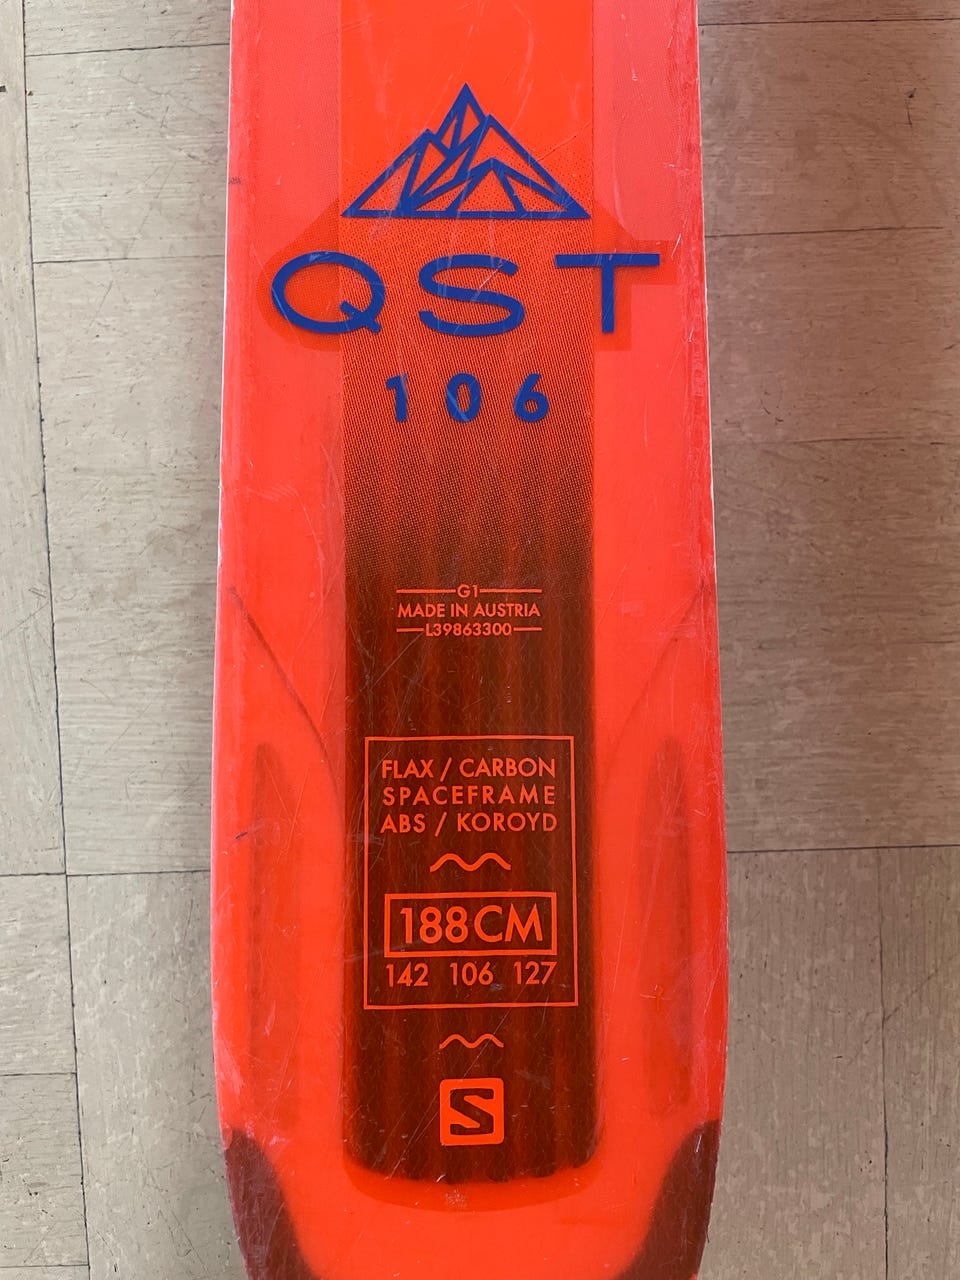 QST
106
G1
MADE IN AUSTRIA
L39863300
FLAX / CARBON
SPACEFRAME
ABS / KOROYD
188CM
142 106 127
S